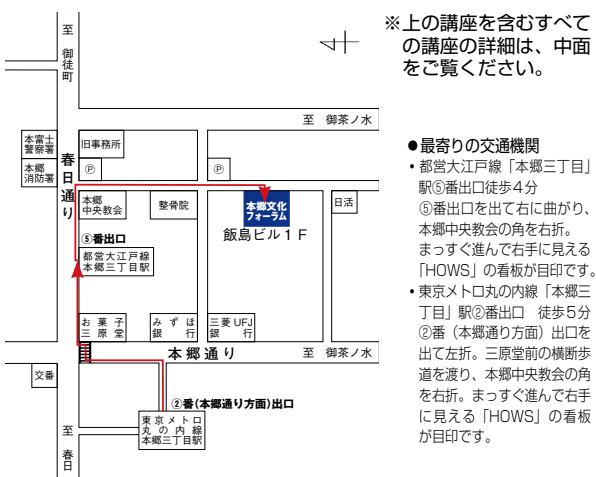 至
御
徒
町
至 御茶ノ水
本富士
警察署
旧事務所
本郷
消防署
春
日
通
り
Ⓟ
Ⓟ
本郷
中央教会
整骨院
本郷文化
フォーラム
日活
飯島ビル1F
⑤番出口
都営大江戸線
本郷三丁目駅
お菓子
三原堂
みずほ
銀行
三菱UFJ
銀行
本郷通り
至 御茶ノ水
交番
②番(本郷通り方面)出口
東京メトロ
丸の内線
本郷三丁目駅
至
春
日
※上の講座を含むすべて
の講座の詳細は、中面
をご覧ください。
●最寄りの交通機関
・都営大江戸線「本郷三丁目」
駅⑤番出口徒歩4分
⑤番出口を出て右に曲がり、
本郷中央教会の角を右折。
まっすぐ進んで右手に見える
「HOWS」の看板が目印です。
・東京メトロ丸の内線「本郷三
丁目」駅②番出口 徒歩5分
②番（本郷通り方面）出口を
出て左折。三原堂前の横断歩
道を渡り、本郷中央教会の角
を右折。まっすぐ進んで右手
に見える「HOWS」の看板
が目印です。